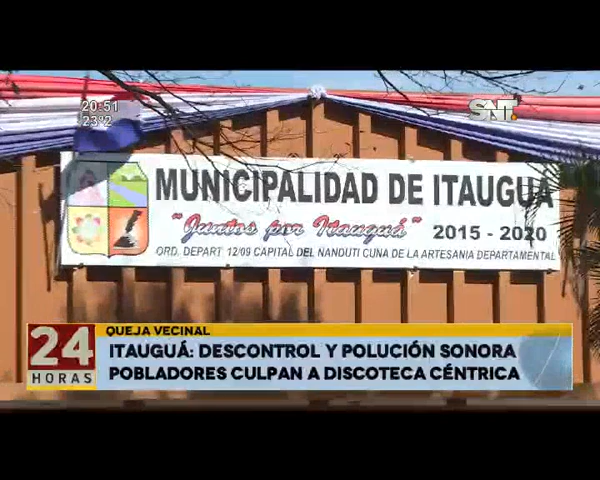 20:51
23°2
SNT.
MUNICIPALIDAD DE ITAUGUA
"Juntos por Itauguá" 2015 - 2020
ORD. DEPART 12/09 CAPITAL DEL ÑANDUTI CUNA DE LA ARTESANIA DEPARTAMENTAL
24
HORAS
QUEJA VECINAL
ITAUGUÁ: DESCONTROL Y POLUCIÓN SONORA
POBLADORES CULPAN A DISCOTECA CÉNTRICA